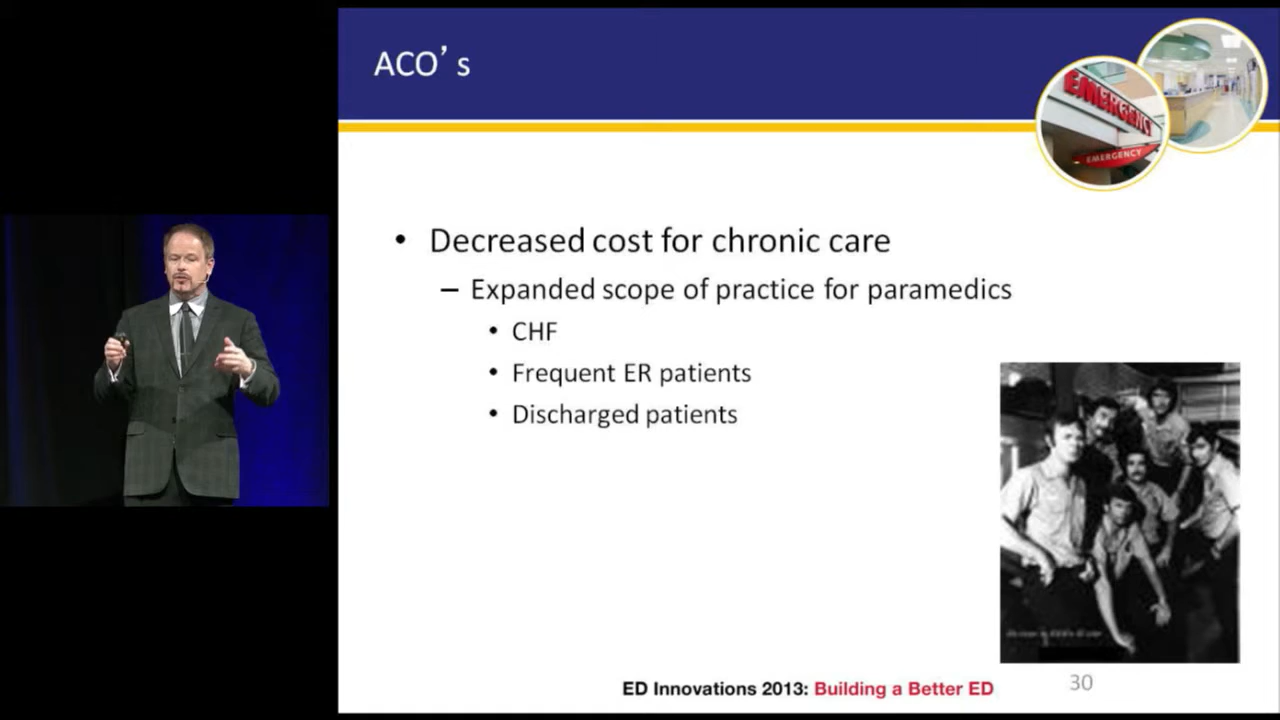 ACO’s
EMERGENC
EMERGENCY
• Decreased cost for chronic care
– Expanded scope of practice for paramedics
• CHF
• Frequent ER patients
• Discharged patients
ED Innovations 2013: Building a Better ED
30